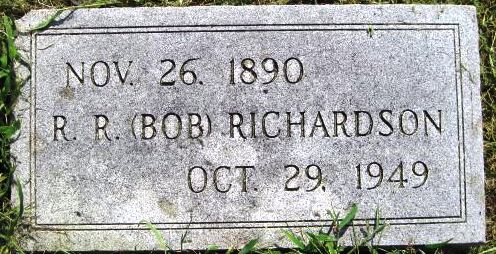 NOV. 26. 1890
R. R. (BOB) RICHARDSON
OCT. 29, 1949